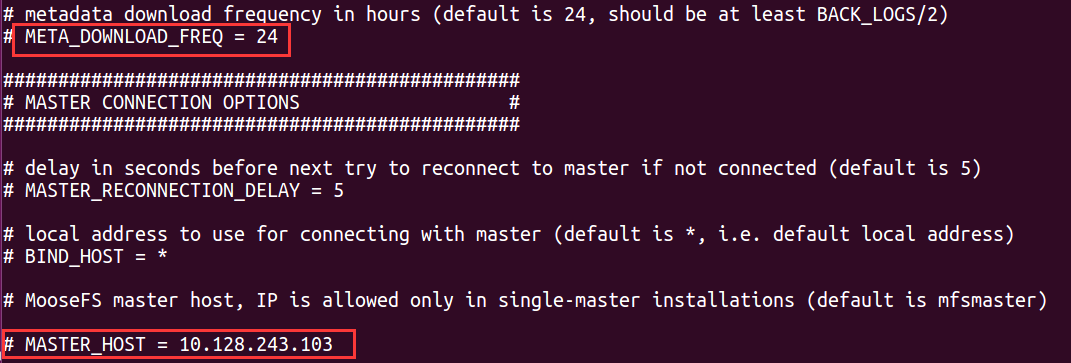 # metadata download frequency in hours (default is 24, should be at least BACK_LOGS/2)
# META_DOWNLOAD_FREQ = 24
###############################################
# MASTER CONNECTION OPTIONS                   #
###############################################
# delay in seconds before next try to reconnect to master if not connected (default is 5)
# MASTER_RECONNECTION_DELAY = 5
# local address to use for connecting with master (default is *, i.e. default local address)
# BIND_HOST = *
# MooseFS master host, IP is allowed only in single-master installations (default is mfsmaster)
# MASTER_HOST = 10.128.243.103